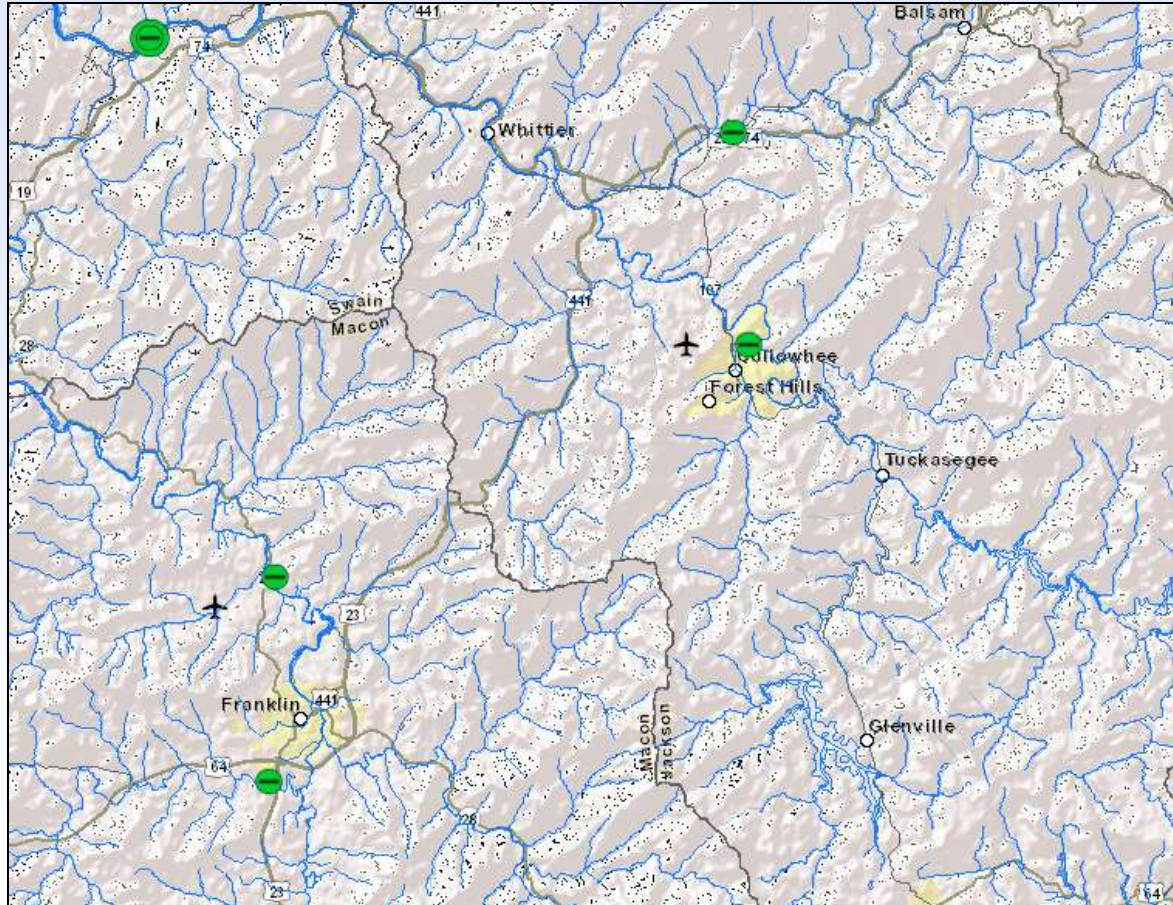 441
Balsam
74
Whittier
74
19
Swain
Macon
441
107
28
Cullowhee
Forest Hills
Tuckasegee
23
Franklin
441
Glenville
Macon
Jackson
64
28
23
64